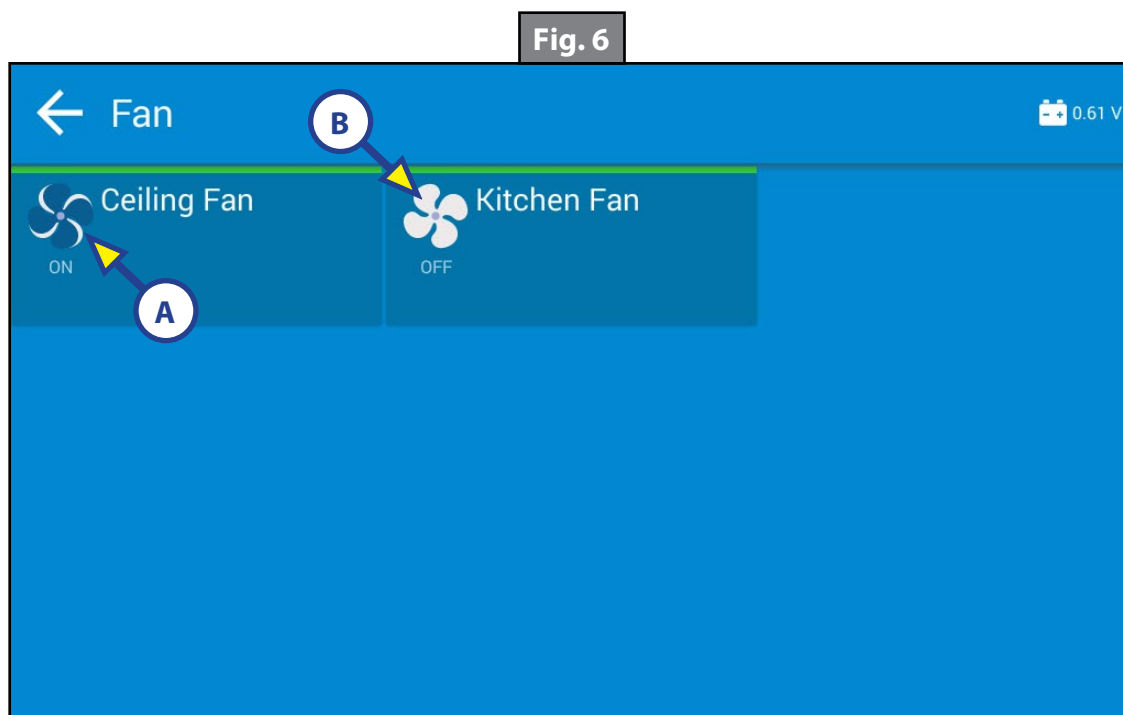 Fig. 6
Fan
B
- + 0.61 V
Ceiling Fan
Kitchen Fan
ON
OFF
A